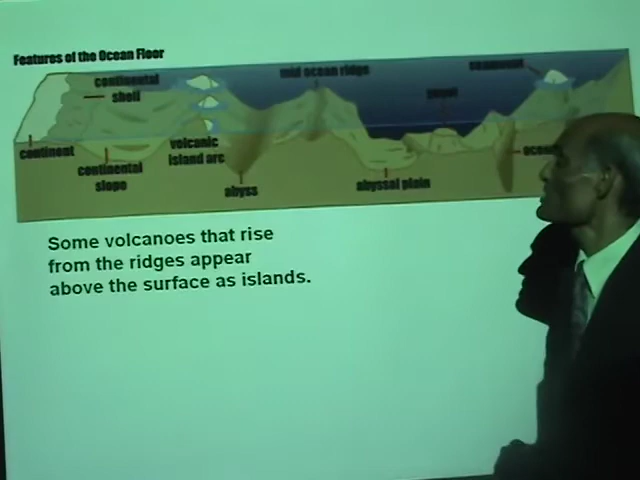 Features of the Ocean Floor
continental
shelf
mid ocean ridge
seamount
continent
continental
slope
volcanic
island arc
abyss
abyssal plain
Some volcanoes that rise
from the ridges appear
above the surface as islands.